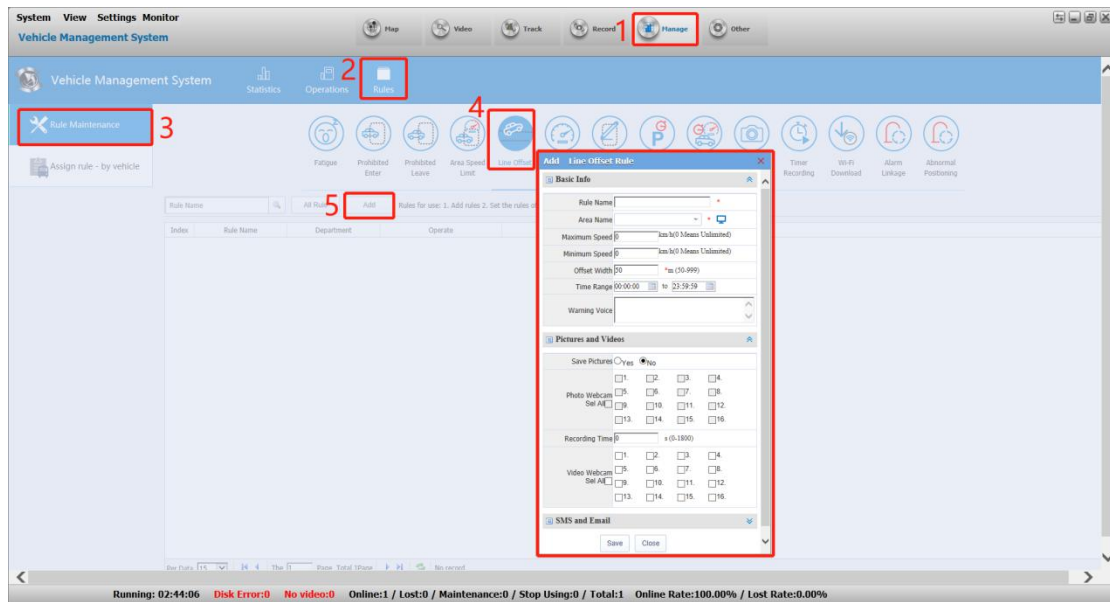 System View Settings Monitor
Vehicle Management System
Map Video Track Record 1 Manage Other
Vehicle Management System
Statistics Operations 2 Rules
Rule Maintenance 3
Assign rule - by vehicle
4
Fatigue Prohibited Enter Prohibited Leave Area Speed Limit Line Offset Timer Recording Wi-Fi Download Alarm Linkage Abnormal Positioning
Rule Name All Rule 5 Add Rules for use: 1. Add rules 2. Set the rules
Index Rule Name Department Operate
Add Line Offset Rule
Basic Info
Rule Name *
Area Name *
Maximum Speed 0 km/h(0 Means Unlimited)
Minimum Speed 0 km/h(0 Means Unlimited)
Offset Width 50 *m (50-999)
Time Range 00:00:00 to 23:59:59
Warning Voice
Pictures and Videos
Save Pictures Yes No
Photo Webcam
Sel All
1. 2. 3. 4.
5. 6. 7. 8.
9. 10. 11. 12.
13. 14. 15. 16.
Recording Time 0 s (0-1800)
Video Webcam
Sel All
1. 2. 3. 4.
5. 6. 7. 8.
9. 10. 11. 12.
13. 14. 15. 16.
SMS and Email
Save Close
Per Data 15 The 1 Page Total 1Page No record
Running: 02:44:06 Disk Error:0 No video:0 Online:1 / Lost:0 / Maintenance:0 / Stop Using:0 / Total:1 Online Rate:100.00% / Lost Rate:0.00%